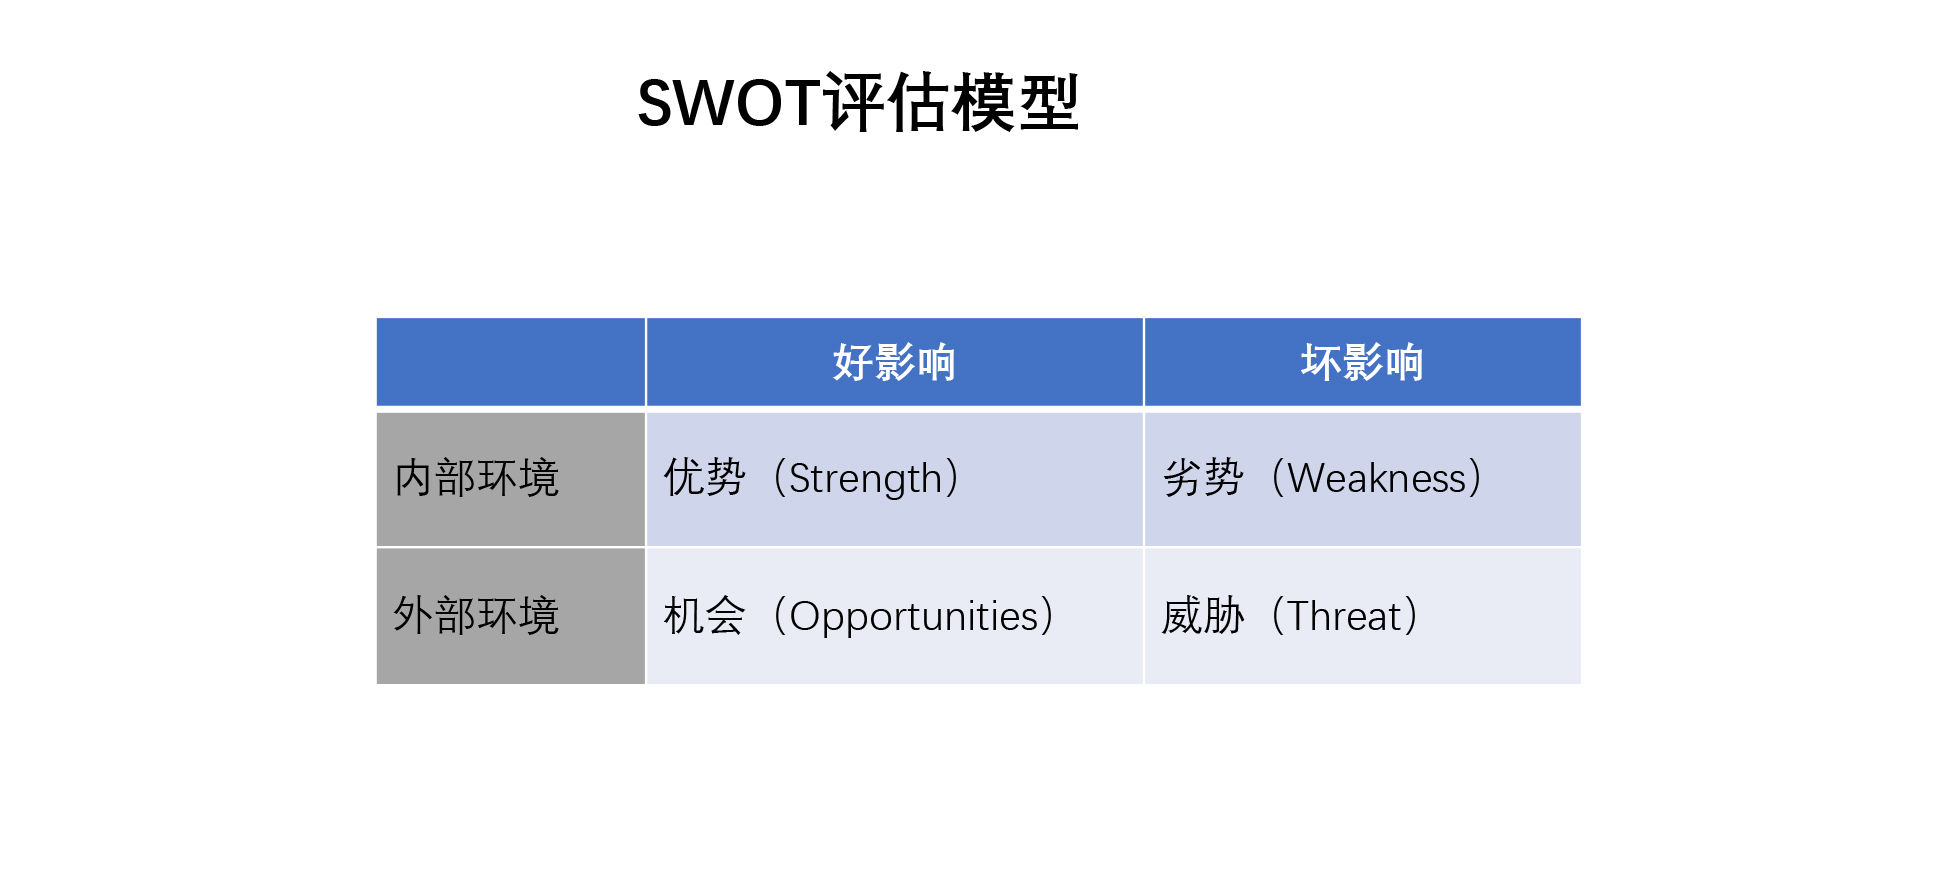 SWOT评估模型
好影响 坏影响
内部环境 优势（Strength） 劣势（Weakness）
外部环境 机会（Opportunities） 威胁（Threat）